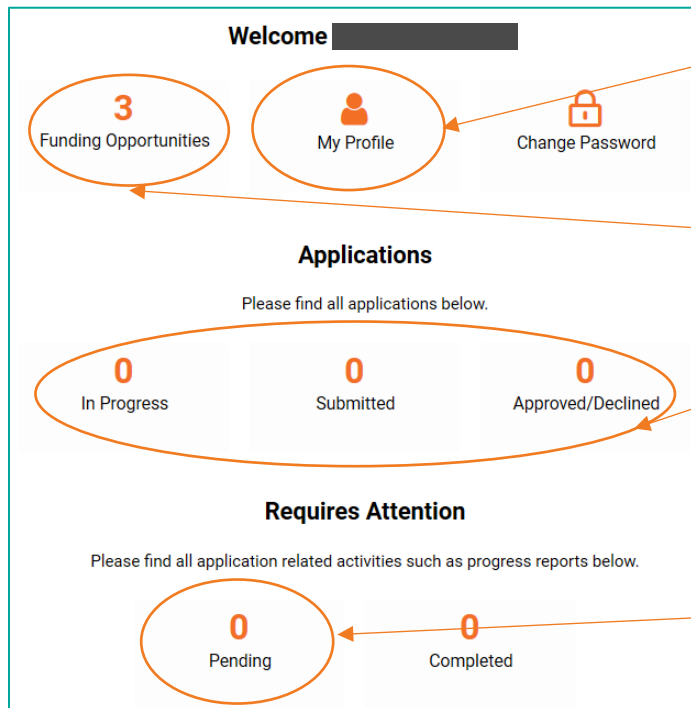 Welcome
3
Funding Opportunities
My Profile
Change Password
Applications
Please find all applications below.
0
In Progress
0
Submitted
0
Approved/Declined
Requires Attention
Please find all application related activities such as progress reports below.
0
Pending
0
Completed